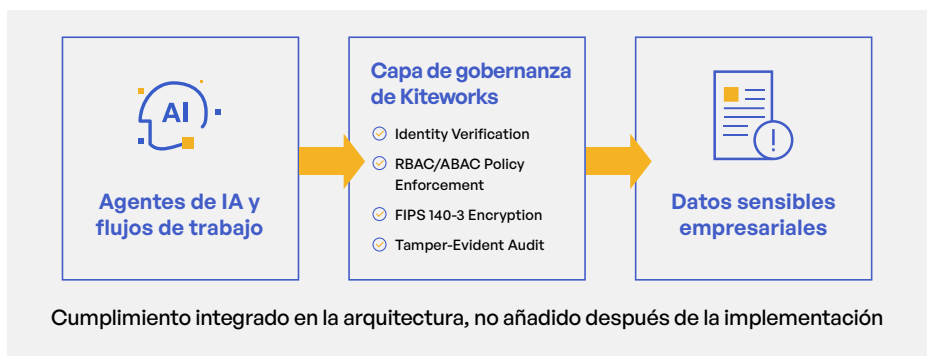 AI
Agentes de IA y
flujos de trabajo
Capa de gobernanza
de Kiteworks
Identity Verification
RBAC/ABAC Policy
Enforcement
FIPS 140-3 Encryption
Tamper-Evident Audit
Datos sensibles
empresariales
Cumplimiento integrado en la arquitectura, no añadido después de la implementación